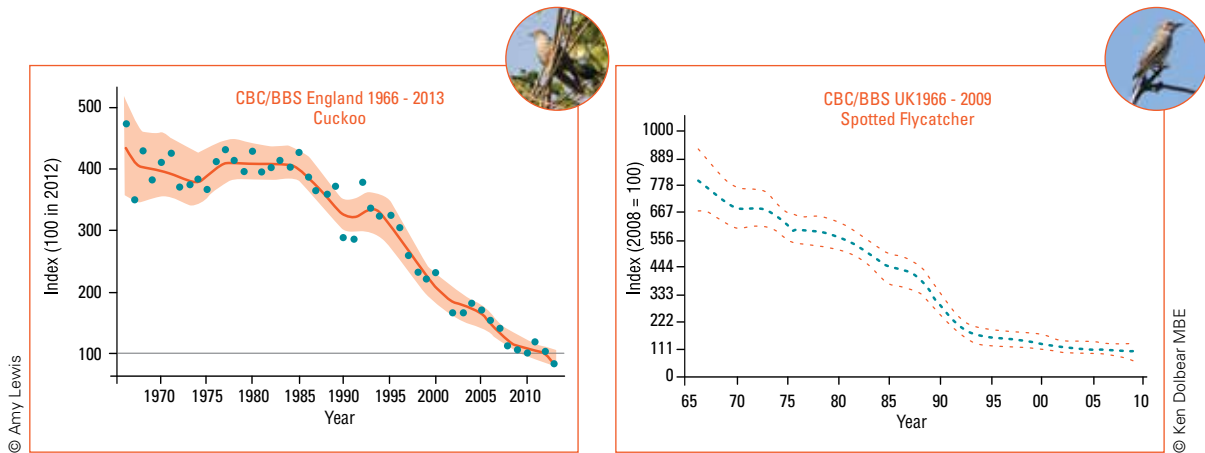 CBC/BBS England 1966 - 2013
Cuckoo
500
400
300
200
100
Index (100 in 2012)
1970 1975 1980 1985 1990 1995 2000 2005 2010
Year
© Amy Lewis
CBC/BBS UK1966 - 2009
Spotted Flycatcher
1000
889
778
667
556
444
333
222
111
0
Index (2008 = 100)
65 70 75 80 85 90 95 00 05 10
Year
© Ken Dolbear MBE